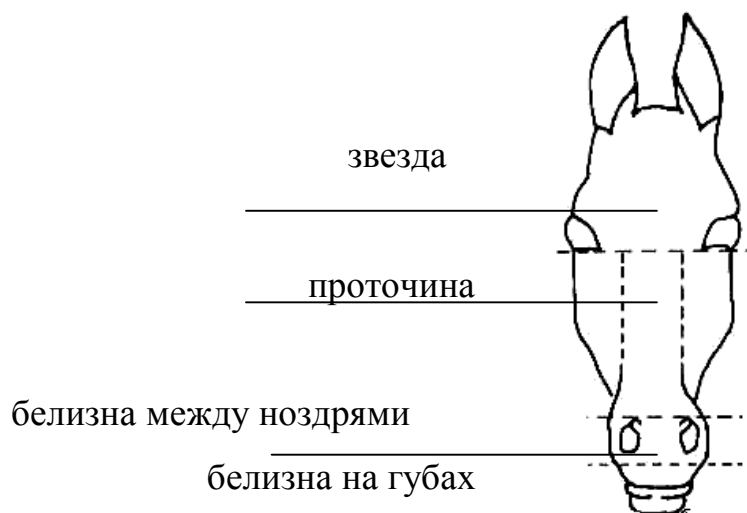 звезда
проточина
белизна между ноздрями
белизна на губах